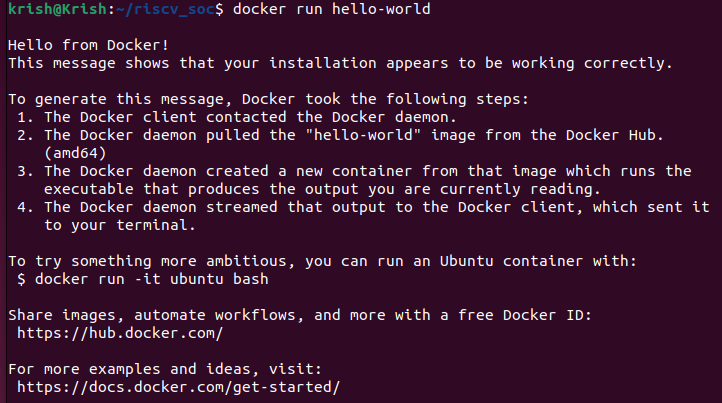 krish@Krish:~/riscv_soc$ docker run hello-world
Hello from Docker!
This message shows that your installation appears to be working correctly.
To generate this message, Docker took the following steps:
1. The Docker client contacted the Docker daemon.
2. The Docker daemon pulled the "hello-world" image from the Docker Hub.
(amd64)
3. The Docker daemon created a new container from that image which runs the
executable that produces the output you are currently reading.
4. The Docker daemon streamed that output to the Docker client, which sent it
to your terminal.
To try something more ambitious, you can run an Ubuntu container with:
$ docker run -it ubuntu bash
Share images, automate workflows, and more with a free Docker ID:
https://hub.docker.com/
For more examples and ideas, visit:
https://docs.docker.com/get-started/